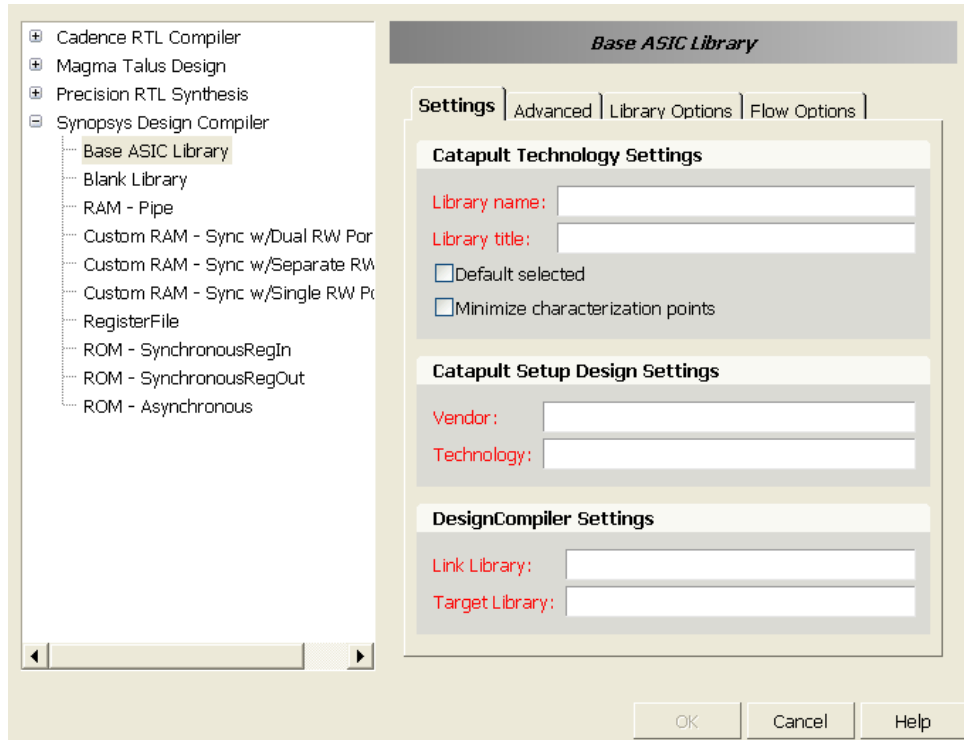 Cadence RTL Compiler
Magma Talus Design
Precision RTL Synthesis
Synopsys Design Compiler
Base ASIC Library
Blank Library
RAM - Pipe
Custom RAM - Sync w/Dual RW Por
Custom RAM - Sync w/Separate RW
Custom RAM - Sync w/Single RW Po
RegisterFile
ROM - SynchronousRegIn
ROM - SynchronousRegOut
ROM - Asynchronous
Base ASIC Library
Settings Advanced Library Options Flow Options
Catapult Technology Settings
Library name:
Library title:
Default selected
Minimize characterization points
Catapult Setup Design Settings
Vendor:
Technology:
DesignCompiler Settings
Link Library:
Target Library:
OK Cancel Help